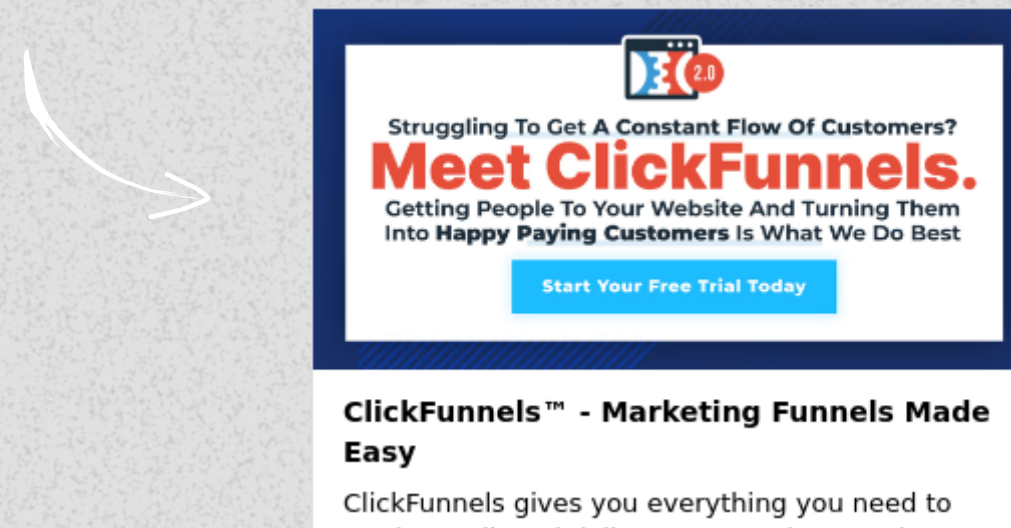 2.0
Struggling To Get A Constant Flow Of Customers?
Meet ClickFunnels.
Getting People To Your Website And Turning Them
Into Happy Paying Customers Is What We Do Best
Start Your Free Trial Today
ClickFunnels™ - Marketing Funnels Made
Easy
ClickFunnels gives you everything you need to